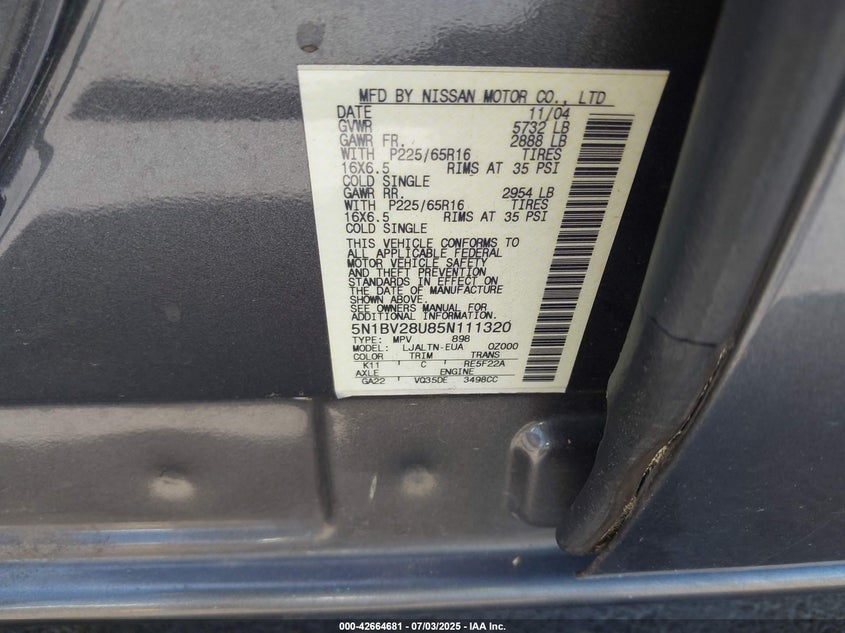 MFD BY NISSAN MOTOR CO., LTD
DATE 11/04
GVWR 5732 LB
GAWR FR. 2888 LB
WITH P225/65R16 TIRES
16X6.5 RIMS AT 35 PSI
COLD SINGLE
GAWR RR. 2954 LB
WITH P225/65R16 TIRES
16X6.5 RIMS AT 35 PSI
COLD SINGLE
THIS VEHICLE CONFORMS TO
ALL APPLICABLE FEDERAL
MOTOR VEHICLE SAFETY
AND THEFT PREVENTION
STANDARDS IN EFFECT ON
THE DATE OF MANUFACTURE
SHOWN ABOVE.
SEE OWNERS MANUAL FOR
ADDITIONAL INFORMATION
5N1BV28U85N111320
TYPE: MPV 898
MODEL: LJALTN-EUA 0Z000
COLOR TRIM TRANS
K11 C RE5F22A
AXLE ENGINE
GA22 VQ35DE 3498CC
000-42664681 - 07/03/2025 - IAA Inc.